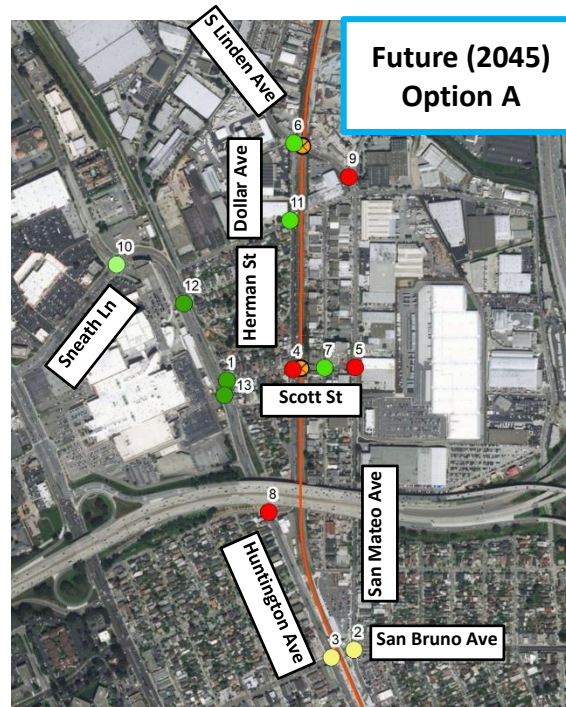 Future (2045)
Option A
S Linden Ave
6
9
Dollar Ave
11
10
Herman St
12
Sneath Ln
1
4
7
5
13
Scott St
San Mateo Ave
8
Huntington Ave
3
2
San Bruno Ave